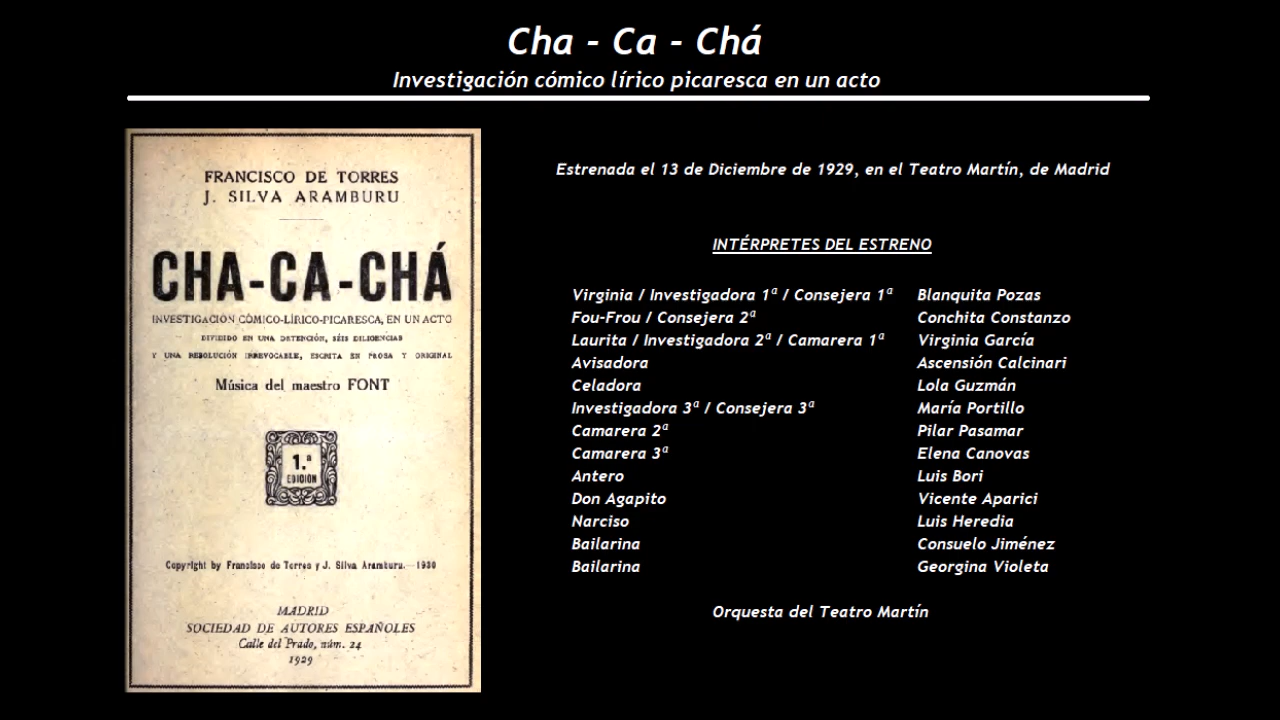 Cha - Ca - Chá
Investigación cómico lírico picaresca en un acto
FRANCISCO DE TORRES
J. SILVA ARAMBURU
CHA-CA-CHÁ
INVESTIGACIÓN CÓMICO-LÍRICO-PICARESCA, EN UN ACTO
DIVIDIDO EN UNA DETENCIÓN, SÉIS DILIGENCIAS
Y UNA RESOLUCIÓN IRREVOCABLE, ESCRITA EN PROSA Y ORIGINAL
Música del maestro FONT
1.ª
EDICIÓN
Copyright by Francisco de Torres y J. Silva Aramburu.—1930
MADRID
SOCIEDAD DE AUTORES ESPAÑOLES
Calle del Prado, núm. 24
1929
Estrenada el 13 de Diciembre de 1929, en el Teatro Martín, de Madrid
INTÉRPRETES DEL ESTRENO
Virginia / Investigadora 1ª / Consejera 1ª Blanquita Pozas
Fou-Frou / Consejera 2ª Conchita Constanzo
Laurita / Investigadora 2ª / Camarera 1ª Virginia García
Avisadora Ascensión Calcinari
Celadora Lola Guzmán
Investigadora 3ª / Consejera 3ª María Portillo
Camarera 2ª Pilar Pasamar
Camarera 3ª Elena Canovas
Antero Luis Bori
Don Agapito Vicente Aparici
Narciso Luis Heredia
Bailarina Consuelo Jiménez
Bailarina Georgina Violeta
Orquesta del Teatro Martín